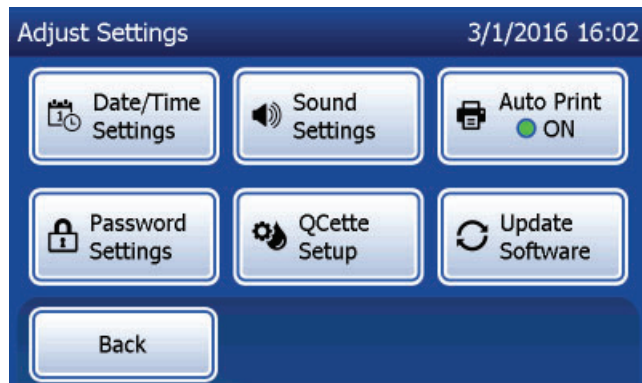 Adjust Settings 3/1/2016 16:02
Date/Time
Settings
Sound
Settings
Auto Print
ON
Password
Settings
QCette
Setup
Update
Software
Back